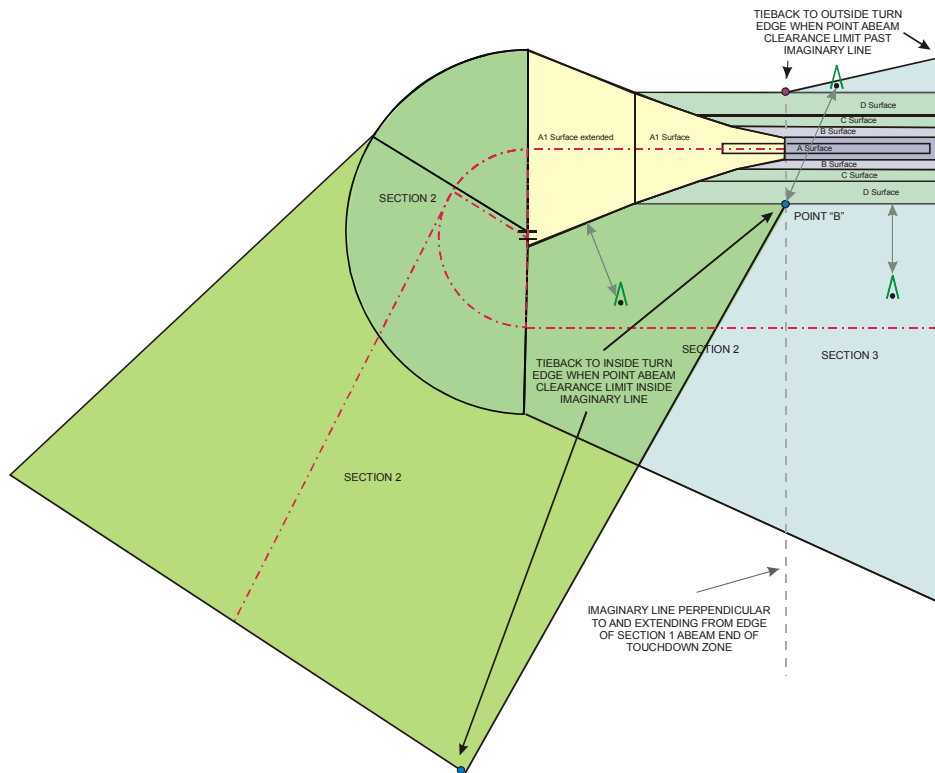 TIEBACK TO OUTSIDE TURN
EDGE WHEN POINT ABEAM
CLEARANCE LIMIT PAST
IMAGINARY LINE
D Surface
C Surface
B Surface
A1 Surface extended
A1 Surface
A Surface
B Surface
C Surface
D Surface
SECTION 2
POINT "B"
TIEBACK TO INSIDE TURN
EDGE WHEN POINT ABEAM
CLEARANCE LIMIT INSIDE
IMAGINARY LINE
SECTION 2
SECTION 3
SECTION 2
IMAGINARY LINE PERPENDICULAR
TO AND EXTENDING FROM EDGE
OF SECTION 1 ABEAM END OF
TOUCHDOWN ZONE